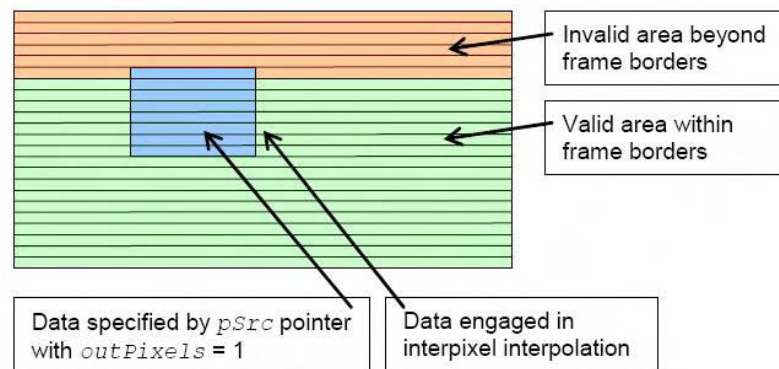 Invalid area beyond
frame borders
Valid area within
frame borders
Data specified by pSrc pointer
with outPixels = 1
Data engaged in
interpixel interpolation